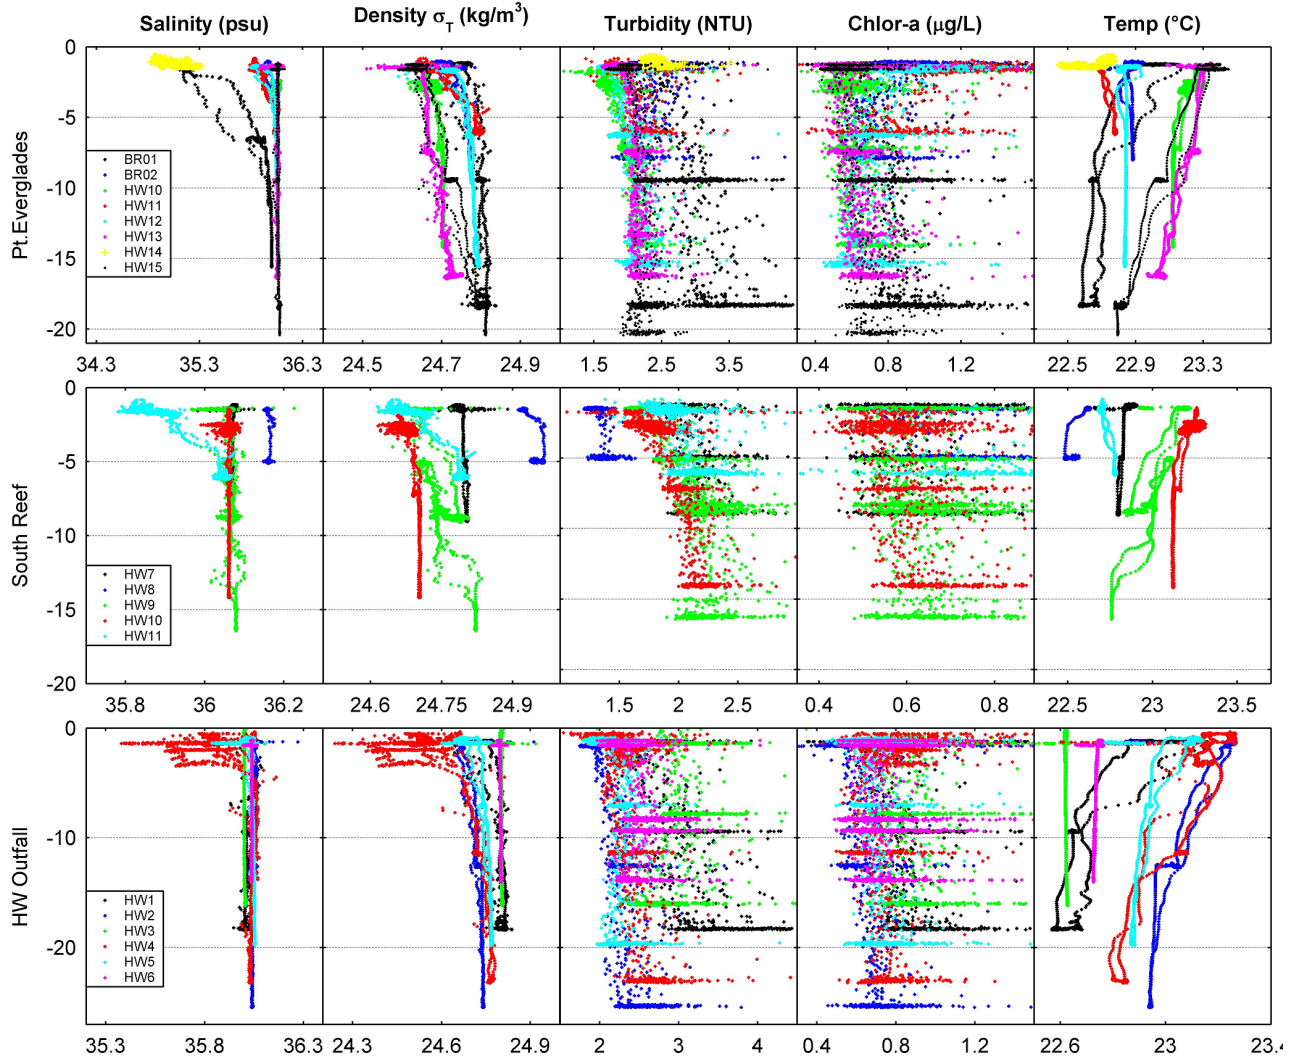 Salinity (psu) Density σT (kg/m³) Turbidity (NTU) Chlor-a (µg/L) Temp (°C)
Pt.Everglades
0
-5
-10
-15
-20
BR01
BR02
HW10
HW11
HW12
HW13
HW14
HW15
34.3 35.3 36.3 24.5 24.7 24.9 1.5 2.5 3.5 0.4 0.8 1.2 22.5 22.9 23.3
South Reef
0
-5
-10
-15
-20
HW7
HW8
HW9
HW10
HW11
35.8 36 36.2 24.6 24.75 24.9 1.5 2 2.5 0.4 0.6 0.8 22.5 23 23.5
HW Outfall
0
-10
-20
HW1
HW2
HW3
HW4
HW5
HW6
35.3 35.8 36.3 24.3 24.6 24.9 2 3 4 0.4 0.8 1.2 22.6 23 23.4